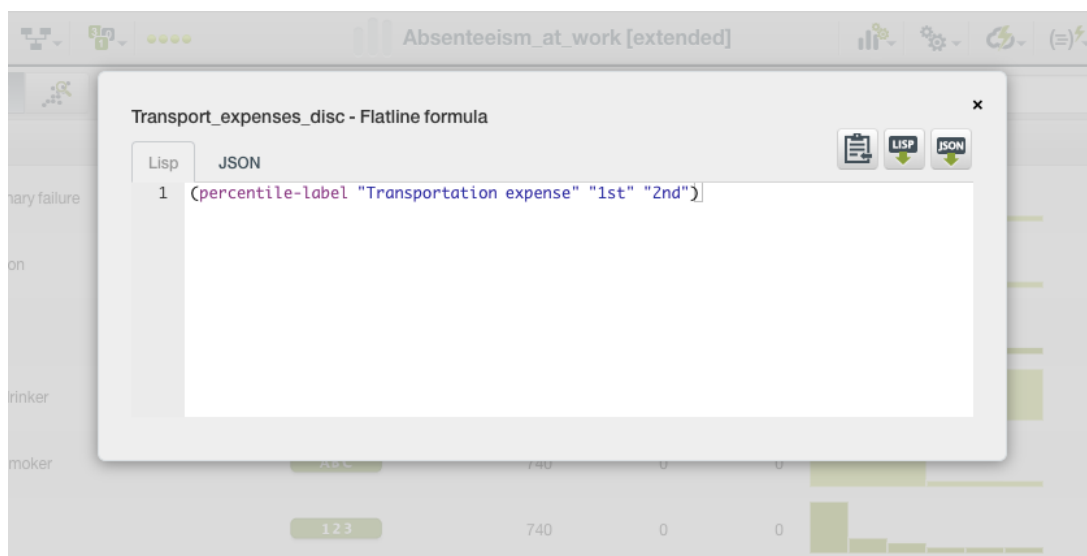 Absenteeism_at_work [extended]
Transport_expenses_disc - Flatline formula
×
LISP
JSON
Lisp
JSON
1 (percentile-label "Transportation expense" "1st" "2nd")
nary failure
on
rinker
moker
ABC 740 0 0
123 740 0 0